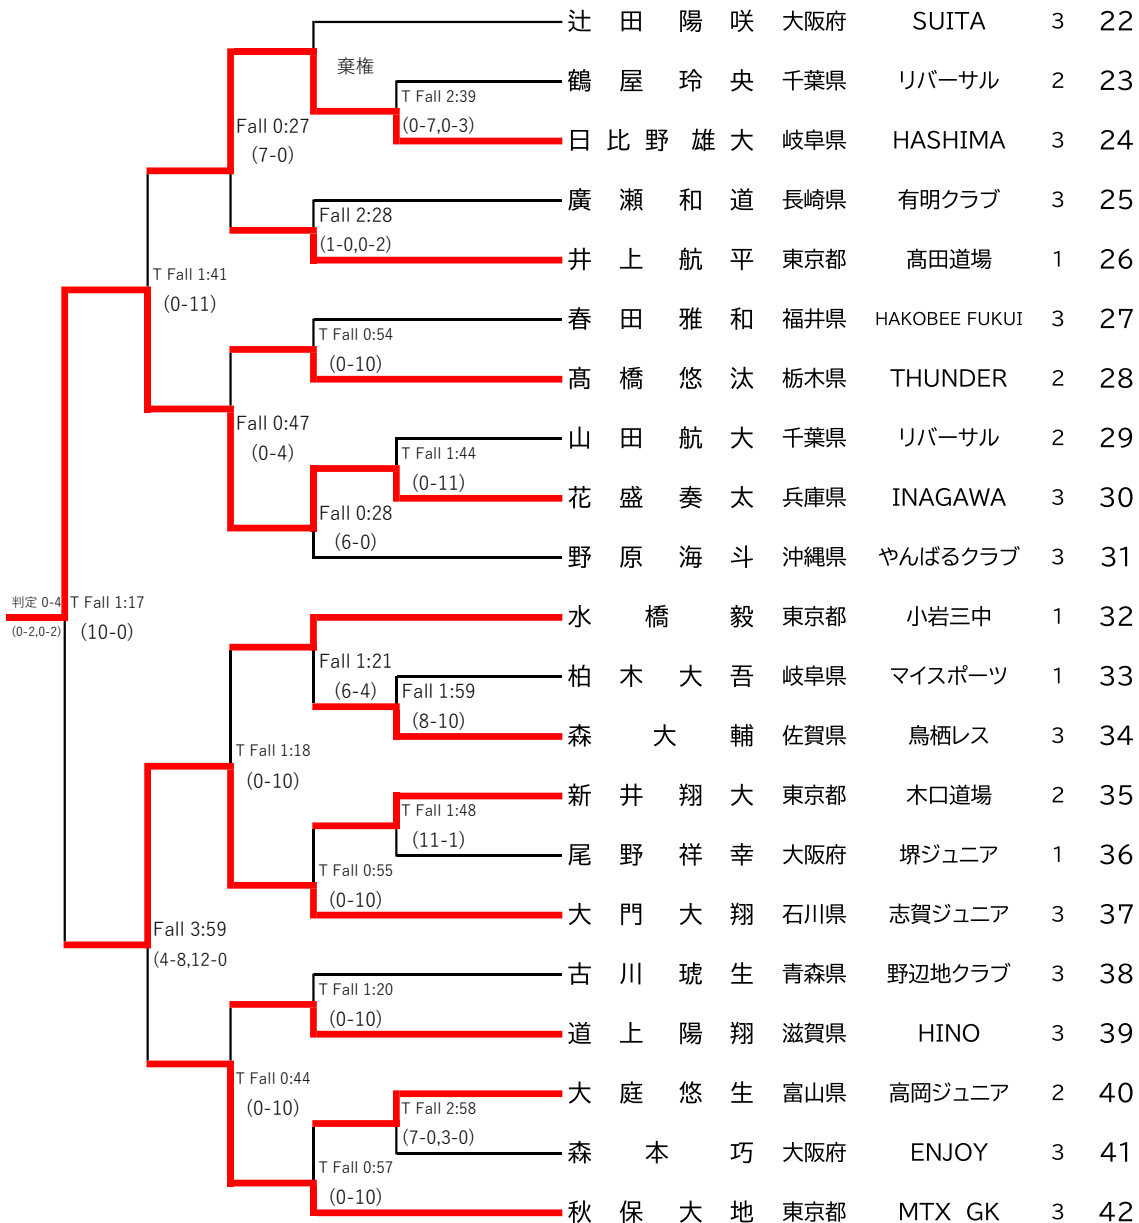 辻田陽咲 大阪府 SUITA 3 22
棄権
鶴屋玲央 千葉県 リバーサル 2 23
T Fall 2:39
Fall 0:27
(0-7,0-3)
日比野雄大 岐阜県 HASHIMA 3 24
(7-0)
廣瀬和道 長崎県 有明クラブ 3 25
Fall 2:28
(1-0,0-2)
井上航平 東京都 髙田道場 1 26
T Fall 1:41
(0-11)
春田雅和 福井県 HAKOBEE FUKUI 3 27
T Fall 0:54
(0-10)
髙橋悠汰 栃木県 THUNDER 2 28
Fall 0:47
山田航大 千葉県 リバーサル 2 29
(0-4)
T Fall 1:44
(0-11)
花盛奏太 兵庫県 INAGAWA 3 30
Fall 0:28
(6-0)
野原海斗 沖縄県 やんばるクラブ 3 31
判定 0-4
T Fall 1:17
水橋毅 東京都 小岩三中 1 32
(0-2,0-2)
(10-0)
Fall 1:21
柏木大吾 岐阜県 マイスポーツ 1 33
(6-4)
Fall 1:59
(8-10)
森大輔 佐賀県 鳥栖レス 3 34
T Fall 1:18
(0-10)
新井翔大 東京都 木口道場 2 35
T Fall 1:48
(11-1)
尾野祥幸 大阪府 堺ジュニア 1 36
T Fall 0:55
(0-10)
大門大翔 石川県 志賀ジュニア 3 37
Fall 3:59
(4-8,12-0
古川琥生 青森県 野辺地クラブ 3 38
T Fall 1:20
(0-10)
道上陽翔 滋賀県 HINO 3 39
T Fall 0:44
大庭悠生 富山県 高岡ジュニア 2 40
(0-10)
T Fall 2:58
(7-0,3-0)
森本巧 大阪府 ENJOY 3 41
T Fall 0:57
(0-10)
秋保大地 東京都 MTX GK 3 42